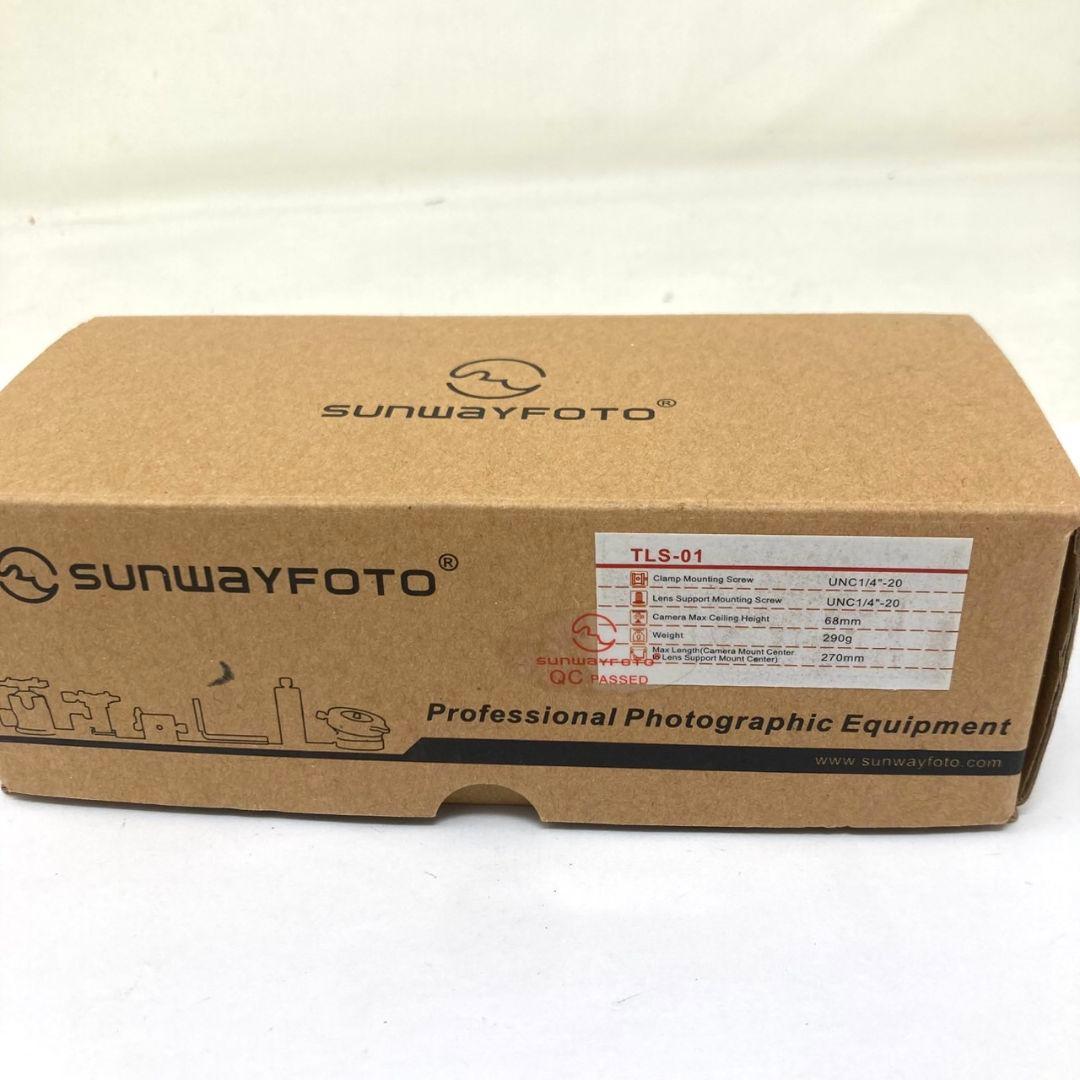 SUNWAYFOTO®
SUNWAYFOTO®
TLS-01
Clamp Mounting Screw UNC1/4"-20
Lens Support Mounting Screw UNC1/4"-20
Camera Max Ceiling Height 68mm
Weight 290g
Max Length(Camera Mount Center
Lens Support Mount Center) 270mm
SUNWAYFOTO®
QC PASSED
Professional Photographic Equipment
www.sunwayfoto.com